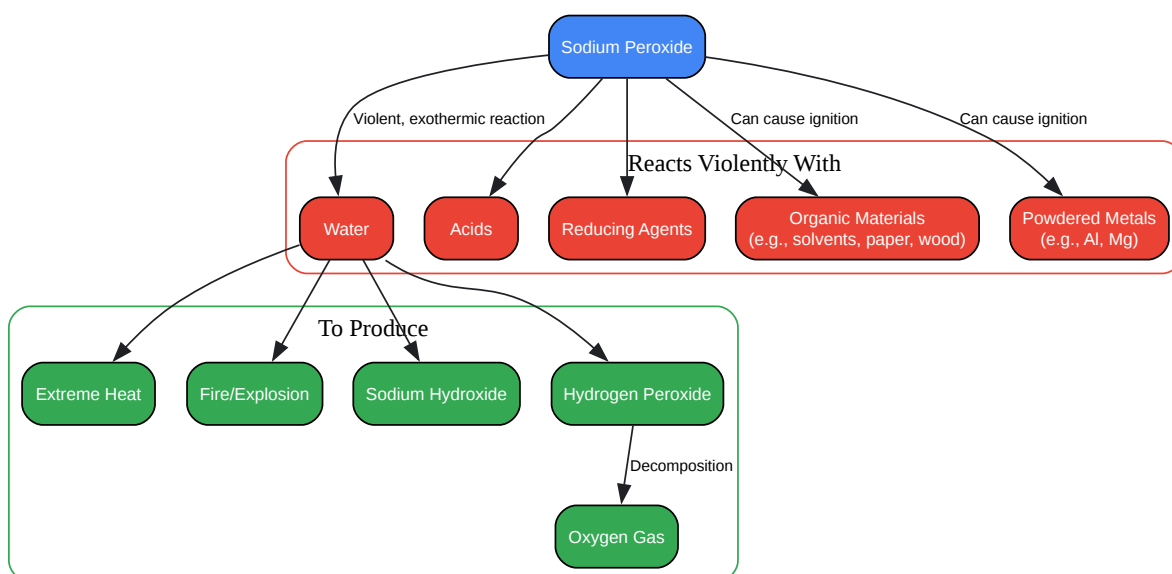 Sodium Peroxide
Violent, exothermic reaction
Can cause ignition
Can cause ignition
Reacts Violently With
Water
Acids
Reducing Agents
Organic Materials
(e.g., solvents, paper, wood)
Powdered Metals
(e.g., Al, Mg)
To Produce
Extreme Heat
Fire/Explosion
Sodium Hydroxide
Hydrogen Peroxide
Decomposition
Oxygen Gas